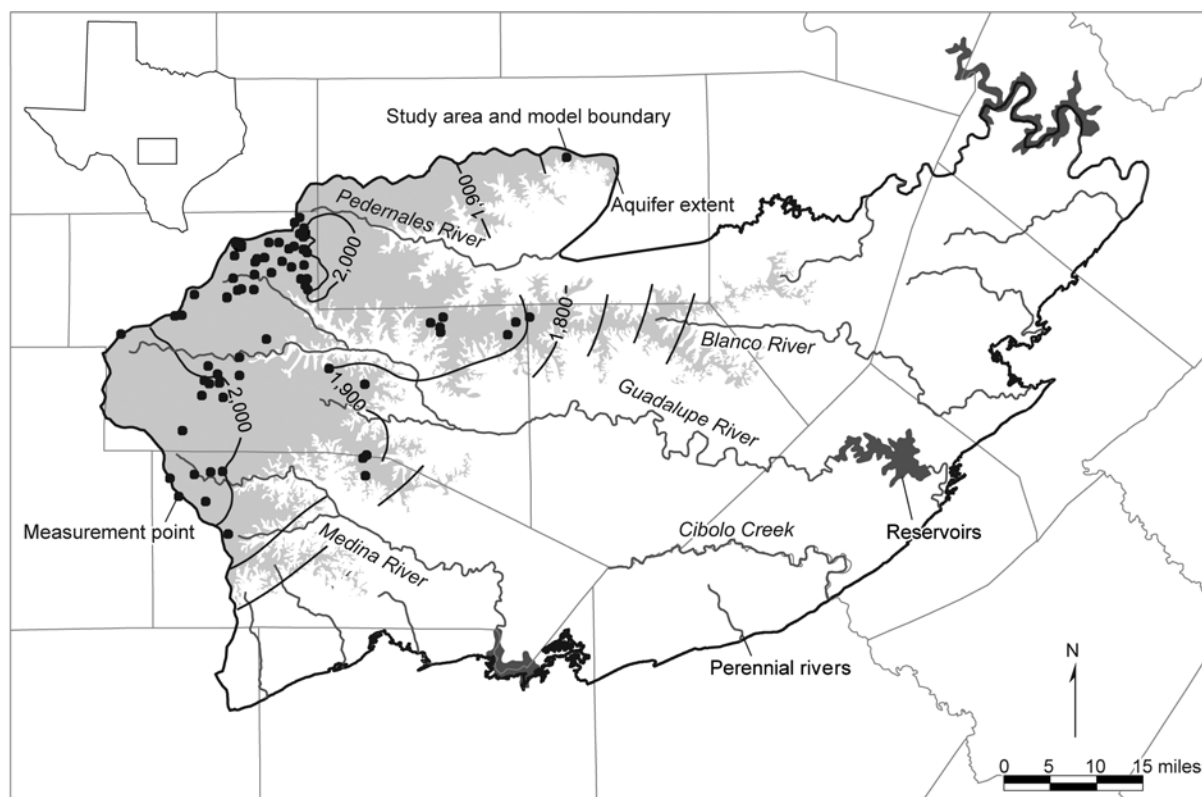 Study area and model boundary
1,900
Pedernales River
Aquifer extent
2,000
1,800
Blanco River
1,900
2,000
Guadalupe River
Measurement point
Medina River
Cibolo Creek
Reservoirs
Perennial rivers
N
0 5 10 15 miles